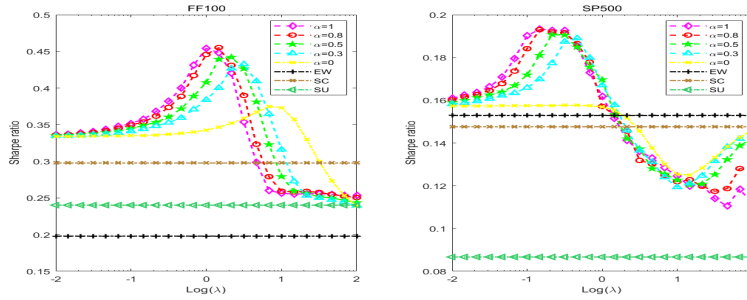 FF100
Sharpe ratio
0.5
0.45
0.4
0.35
0.3
0.25
0.2
0.15
-2
-1
0
1
2
Log(λ)
α=1
α=0.8
α=0.5
α=0.3
α=0
EW
SC
SU
SP500
Sharpe ratio
0.2
0.18
0.16
0.14
0.12
0.1
0.08
-2
-1
0
1
Log(λ)
α=1
α=0.8
α=0.5
α=0.3
α=0
EW
SC
SU